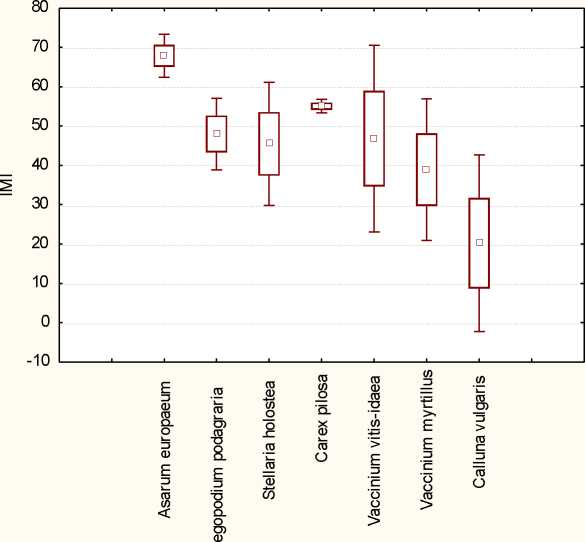 80
70
60
50
40
30
20
10
0
-10
IMI
Asarum europaeum
egopodium podagraria
Stellaria holostea
Carex pilosa
Vaccinium vitis-idaea
Vaccinium myrtillus
Calluna vulgaris